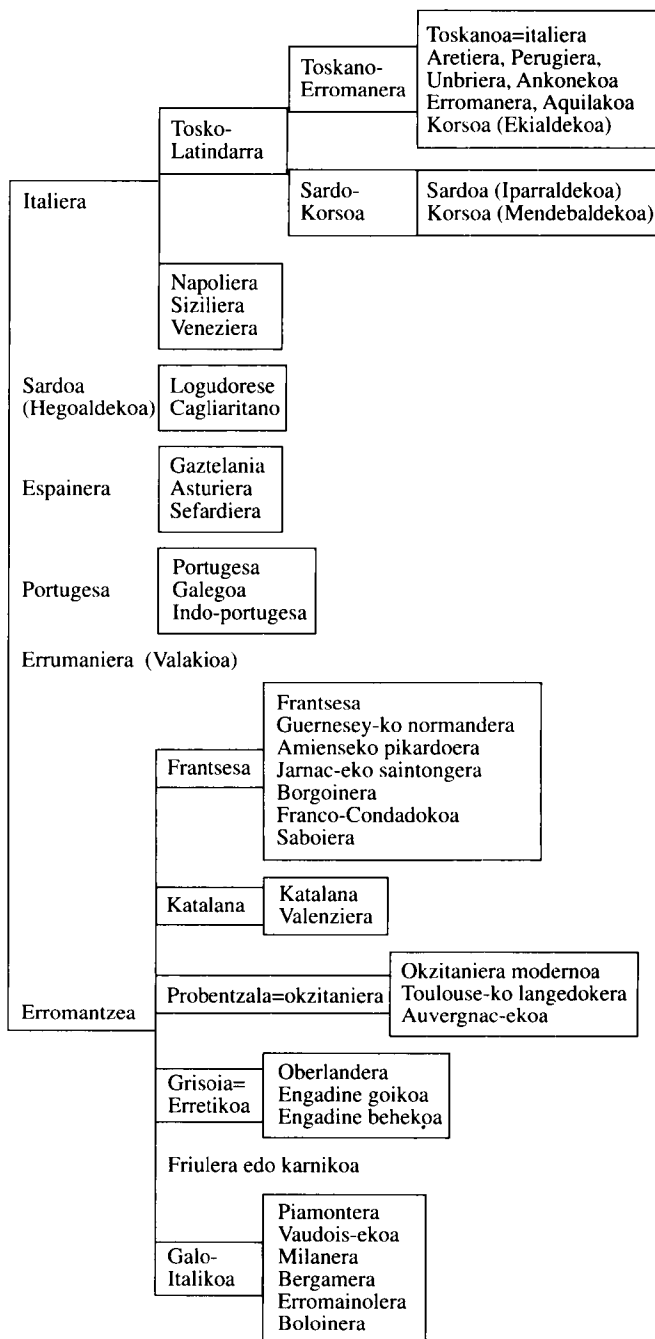 Italiera
Tosko-
Latindarra
Toskano-
Erromanera
Toskanoa=italiera
Aretiera, Perugiera,
Unbriera, Ankonekoa
Erromanera, Aquilakoa
Korsoa (Ekialdekoa)
Sardo-
Korsoa
Sardoa (Iparraldekoa)
Korsoa (Mendebaldekoa)
Napoliera
Siziliera
Veneziera
Sardoa
(Hegoaldekoa)
Logudorese
Cagliaritano
Espainera
Gaztelania
Asturiera
Sefardiera
Portugesa
Portugesa
Galegoa
Indo-portugesa
Errumaniera (Valakioa)
Erromantzea
Frantsesa
Frantsesa
Guernesey-ko normandera
Amienseko pikardoera
Jarnac-eko saintongera
Borgoinera
Franco-Condadokoa
Saboiera
Katalana
Katalana
Valenziera
Probentzala=okzitaniera
Okzitaniera modernoa
Toulouse-ko langedokera
Auvergnac-ekoa
Grisoia=
Erretikoa
Oberlandera
Engadine goikoa
Engadine behekoa
Friulera edo karnikoa
Galo-
Italikoa
Piamontera
Vaudois-ekoa
Milanera
Bergamera
Erromainolera
Boloinera